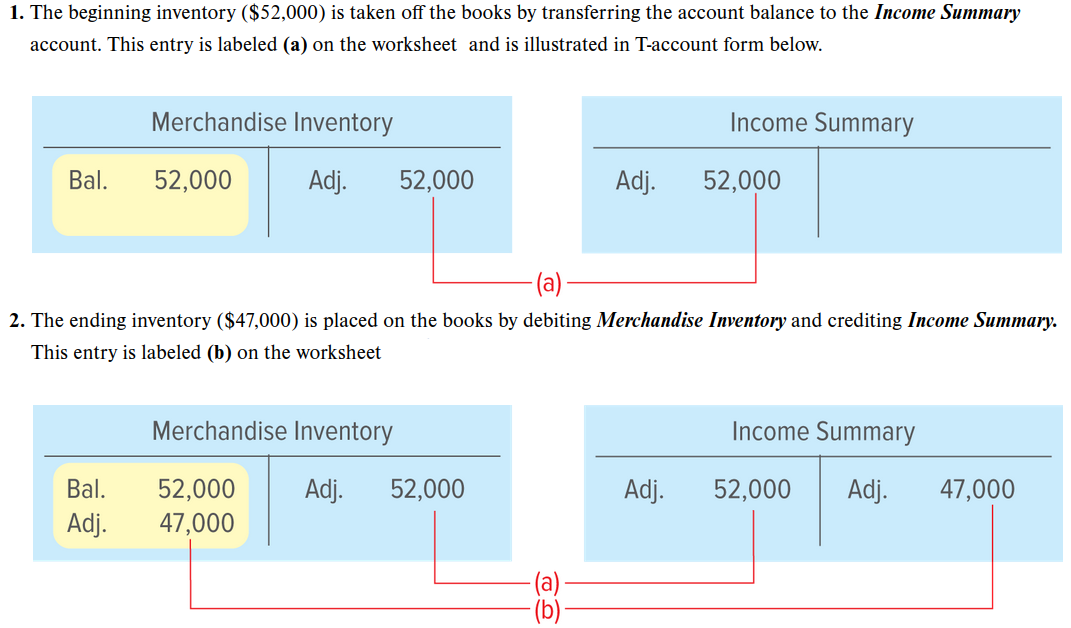 1. The beginning inventory ($52,000) is taken off the books by transferring the account balance to the Income Summary
account. This entry is labeled (a) on the worksheet and is illustrated in T-account form below.
Merchandise Inventory
Bal. 52,000 Adj. 52,000
Income Summary
Adj. 52,000
(a)
2. The ending inventory ($47,000) is placed on the books by debiting Merchandise Inventory and crediting Income Summary.
This entry is labeled (b) on the worksheet
Merchandise Inventory
Bal. 52,000 Adj. 52,000
Adj. 47,000
Income Summary
Adj. 52,000 Adj. 47,000
(a)
(b)